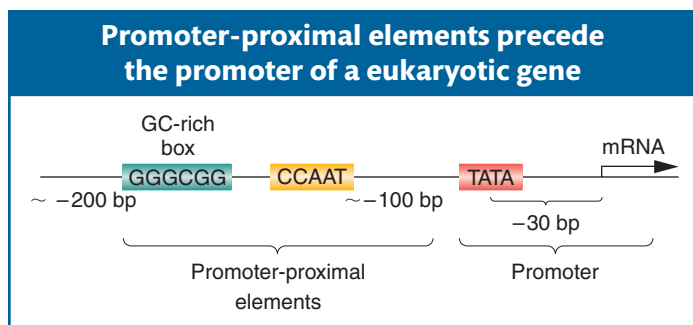 Promoter-proximal elements precede
the promoter of a eukaryotic gene
GC-rich
box
mRNA
GGGCGG
CCAAT
TATA
~ −200 bp
~ −100 bp
−30 bp
Promoter-proximal
elements
Promoter